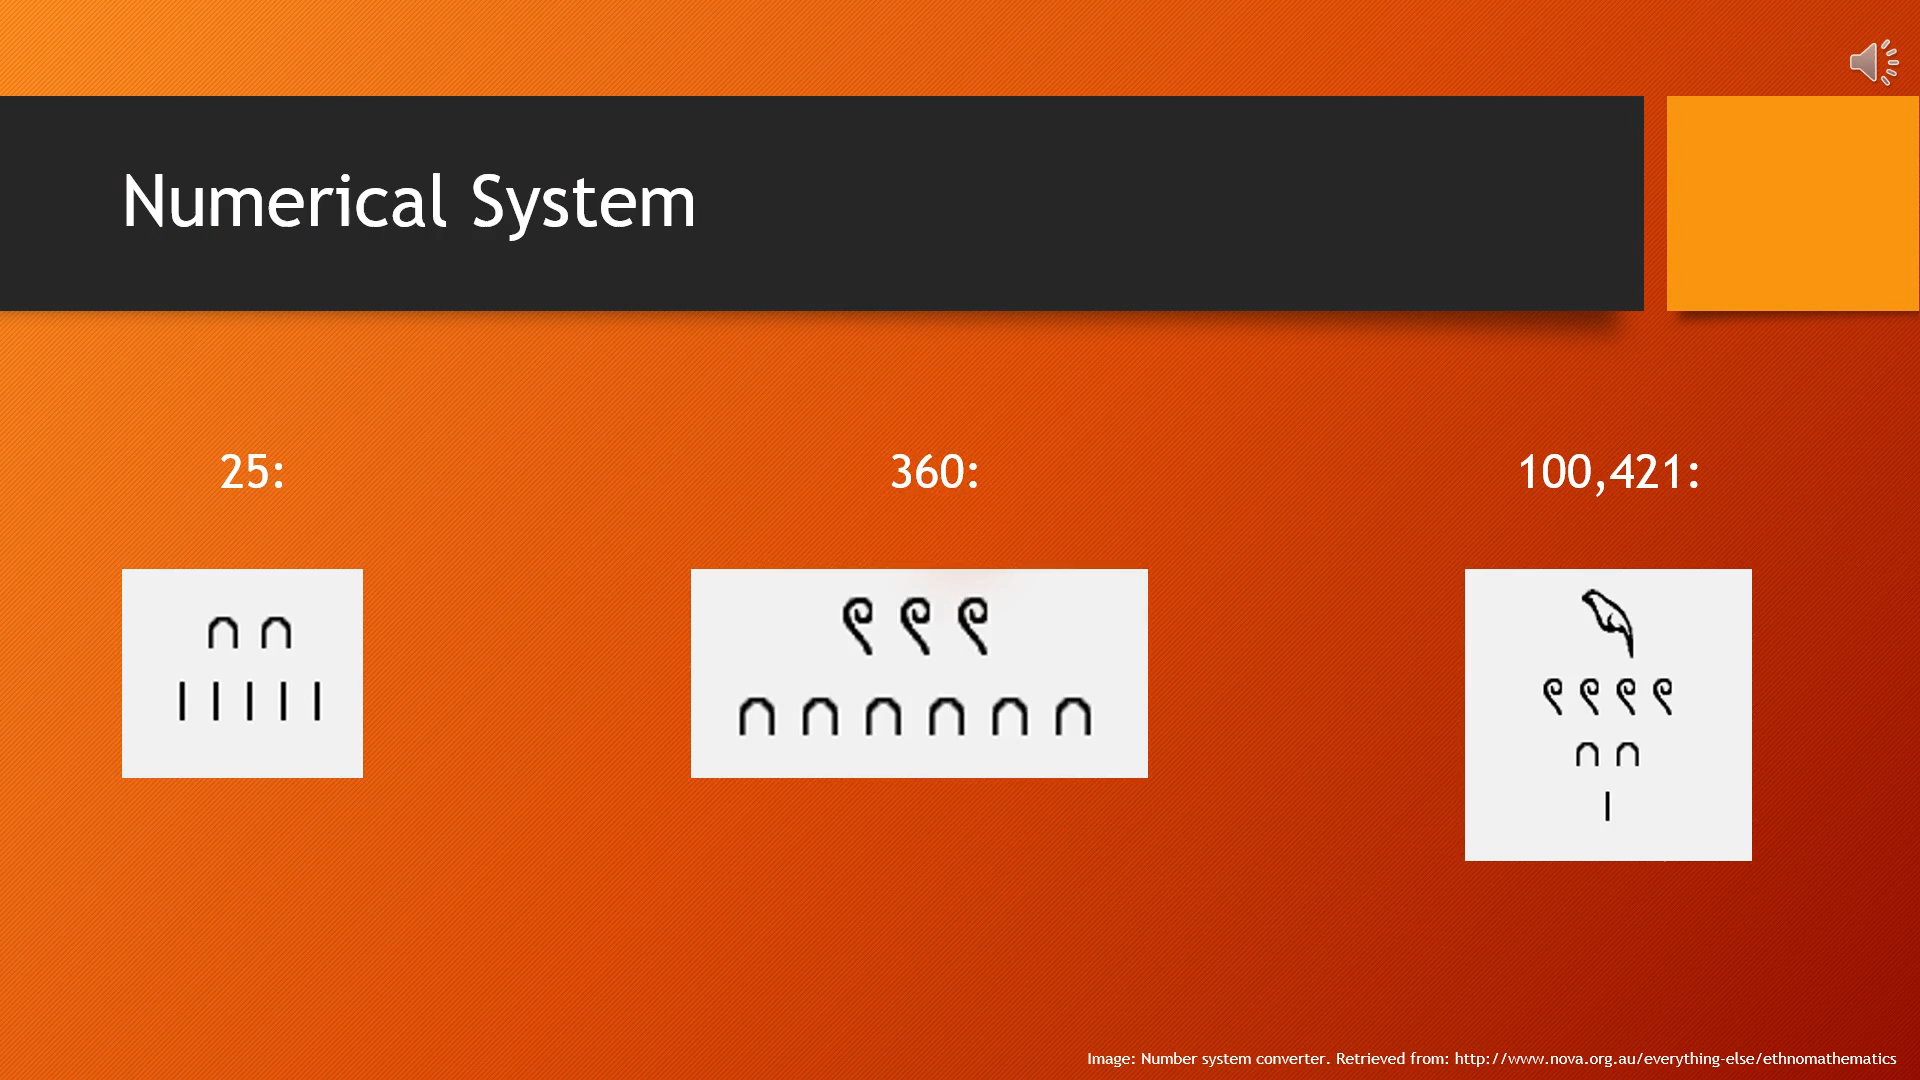 Numerical System
25:
360:
100,421:
∩ ∩
| | | | |
𓍢 𓍢 𓍢
∩ ∩ ∩ ∩ ∩ ∩
𓆐
𓍢 𓍢 𓍢 𓍢
∩ ∩
|
Image: Number system converter. Retrieved from: http://www.nova.org.au/everything-else/ethnomathematics